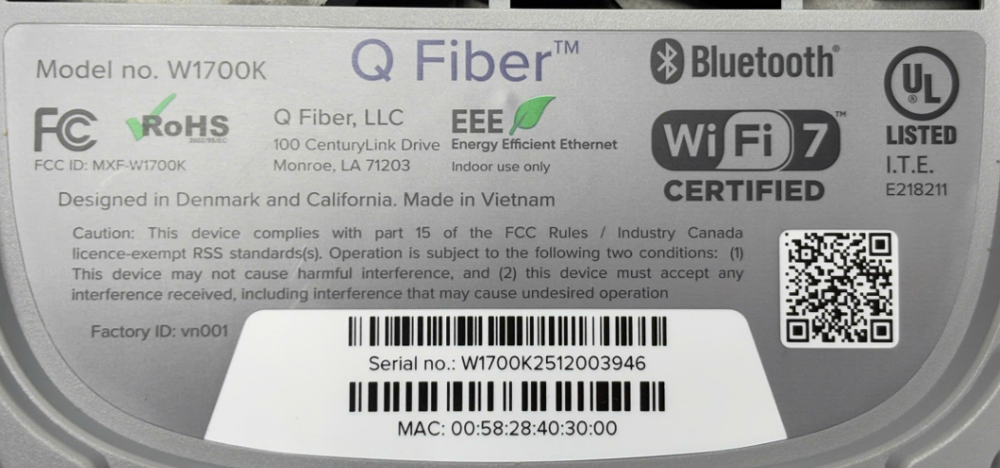 Model no. W1700K
Q Fiber™
Bluetooth®
UL
®
LISTED
I.T.E.
E218211
FC
FCC ID: MXF-W1700K
RoHS
2002/95/EC
Q Fiber, LLC
100 CenturyLink Drive
Monroe, LA 71203
EEE
Energy Efficient Ethernet
Indoor use only
WiFi 7™
CERTIFIED
Designed in Denmark and California. Made in Vietnam
Caution: This device complies with part 15 of the FCC Rules / Industry Canada
licence-exempt RSS standards(s). Operation is subject to the following two conditions: (1)
This device may not cause harmful interference, and (2) this device must accept any
interference received, including interference that may cause undesired operation
Factory ID: vn001
Serial no.: W1700K2512003946
MAC: 00:58:28:40:30:00